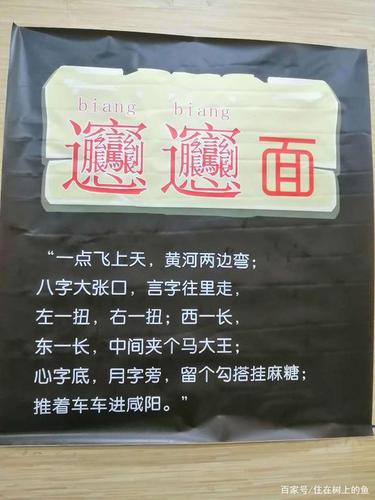 biang biang
𰻝𰻝面
“一点飞上天，黄河两边弯；
八字大张口，言字往里走，
左一扭，右一扭；西一长，
东一长，中间夹个马大王；
心字底，月字旁，留个勾搭挂麻糖；
推着车车进咸阳。”
百家号/住在树上的鱼